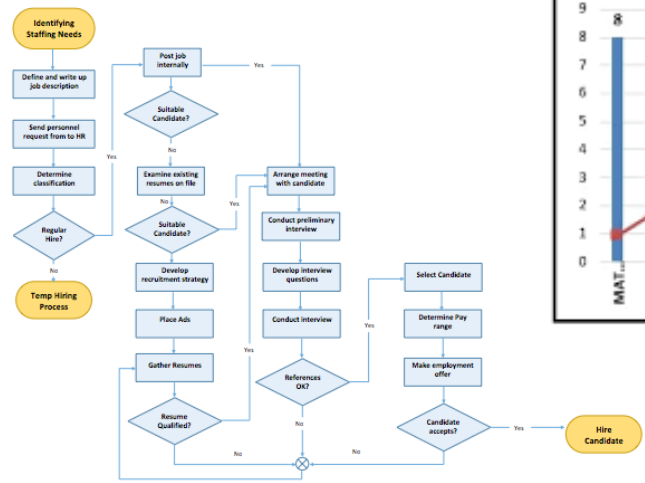 Identifying
Staffing Needs
Define and write up
job description
Send personnel
request from to HR
Determine
classification
Regular
Hire?
No
Temp Hiring
Process
Yes
Post job
internally
Yes
Suitable
Candidate?
No
Examine existing
resumes on file
No
Suitable
Candidate?
Yes
Develop
recruitment strategy
Place Ads
Gather Resumes
Resume
Qualified?
No
Yes
Arrange meeting
with candidate
Conduct preliminary
interview
Develop interview
questions
Conduct interview
References
OK?
No
Yes
Select Candidate
Determine Pay
range
Make employment
offer
Candidate
accepts?
No
Yes
Hire
Candidate
9
8
7
6
5
4
3
2
1
0
8
MAT...